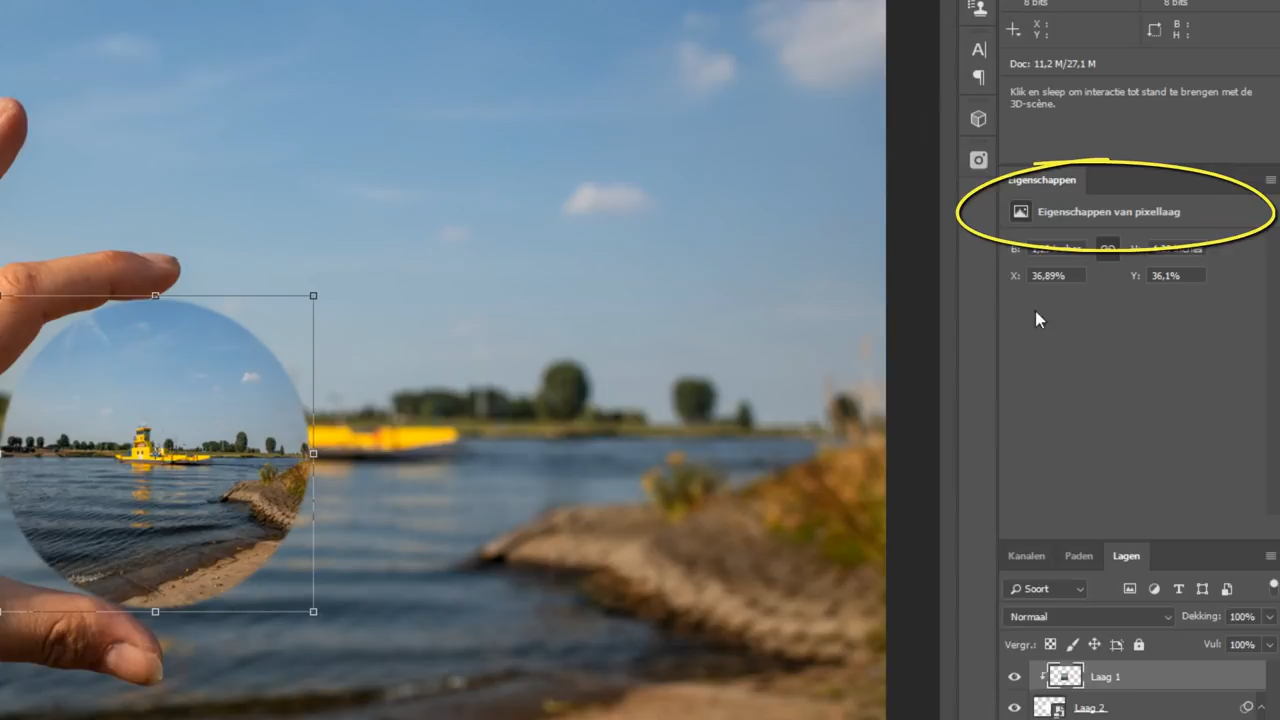 8 bits
8 bits
X :
Y :
B :
H :
Doc: 11,2 M/27,1 M
Klik en sleep om interactie tot stand te brengen met de
3D-scène.
Eigenschappen
Eigenschappen van pixellaag
B:
H:
X: 36,89% Y: 36,1%
Kanalen Paden Lagen
Soort
Normaal Dekking: 100%
Vergr.: Vul: 100%
Laag 1
Laag 2